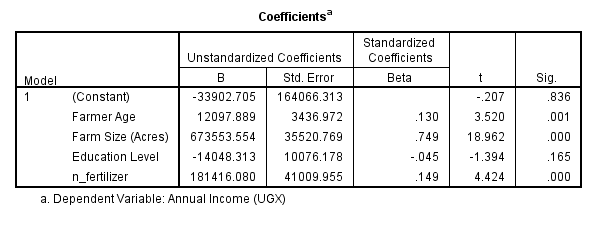 Coefficientsa
Unstandardized Coefficients Standardized Coefficients
Model B Std. Error Beta t Sig.
1 (Constant) -33902.705 164066.313 -.207 .836
Farmer Age 12097.889 3436.972 .130 3.520 .001
Farm Size (Acres) 673553.554 35520.769 .749 18.962 .000
Education Level -14048.313 10076.178 -.045 -1.394 .165
n_fertilizer 181416.080 41009.955 .149 4.424 .000
a. Dependent Variable: Annual Income (UGX)